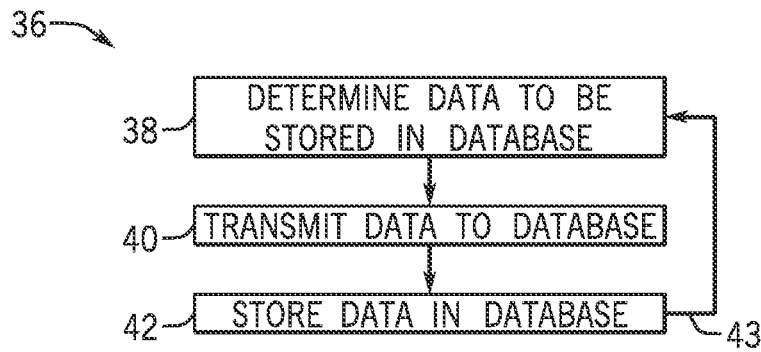 36
38
DETERMINE DATA TO BE
STORED IN DATABASE
40
TRANSMIT DATA TO DATABASE
42
STORE DATA IN DATABASE
43